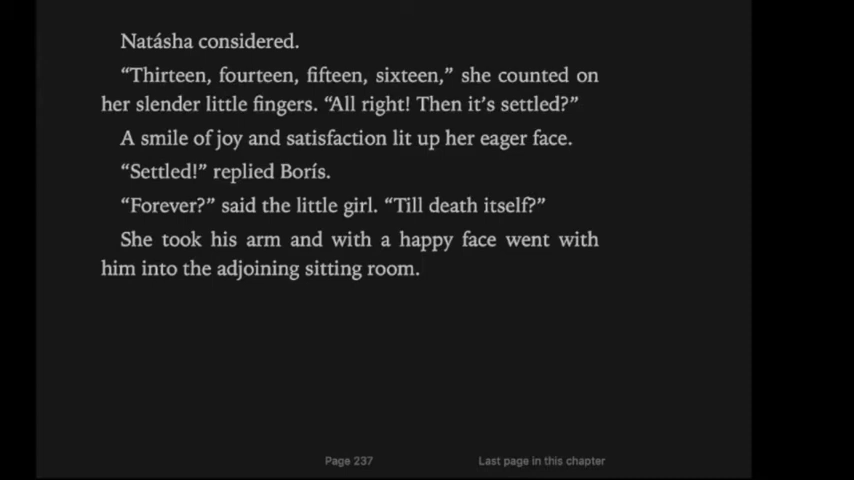 Natásha considered.
“Thirteen, fourteen, fifteen, sixteen,” she counted on
her slender little fingers. “All right! Then it’s settled?”
A smile of joy and satisfaction lit up her eager face.
“Settled!” replied Borís.
“Forever?” said the little girl. “Till death itself?”
She took his arm and with a happy face went with
him into the adjoining sitting room.
Page 237
Last page in this chapter